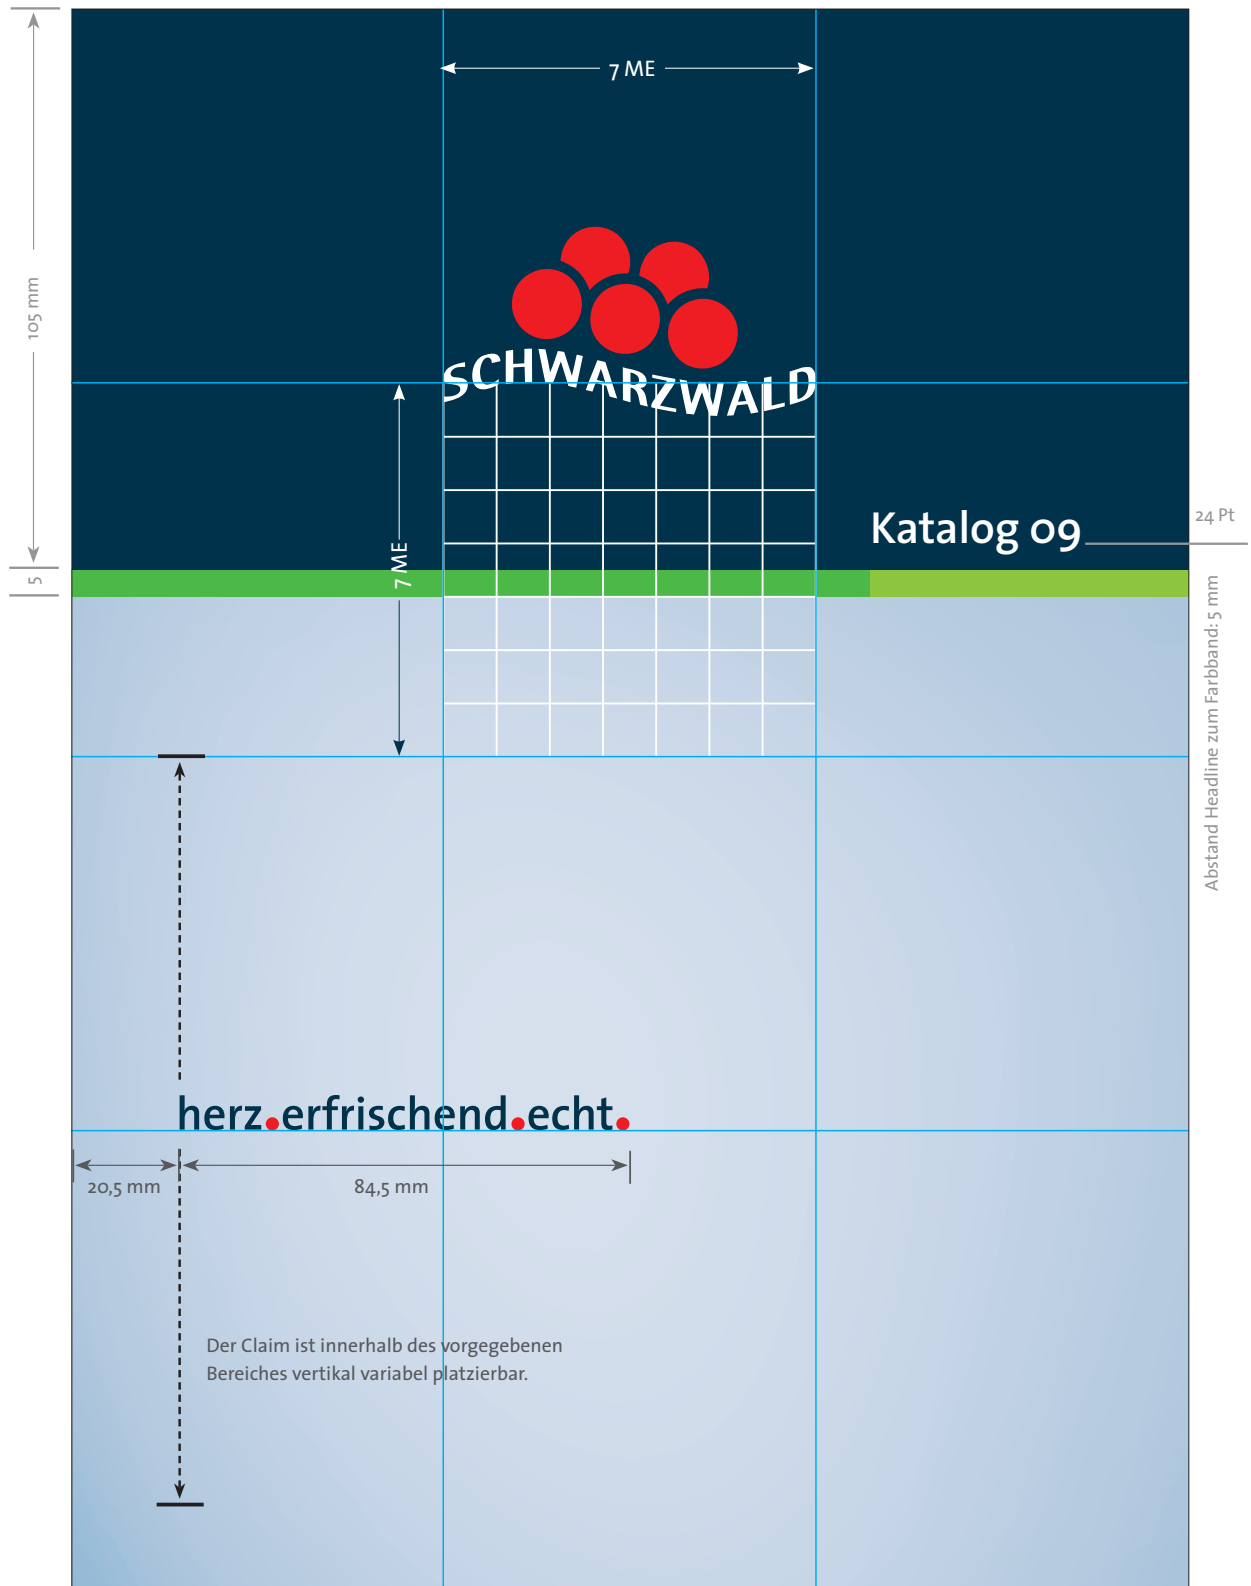 7 ME
105 mm
SCHWARZWALD
7 ME
Katalog 09
24 Pt
5
Abstand Headline zum Farbband: 5 mm
herz.erfrischend.echt.
20,5 mm
84,5 mm
Der Claim ist innerhalb des vorgegebenen
Bereiches vertikal variabel platzierbar.